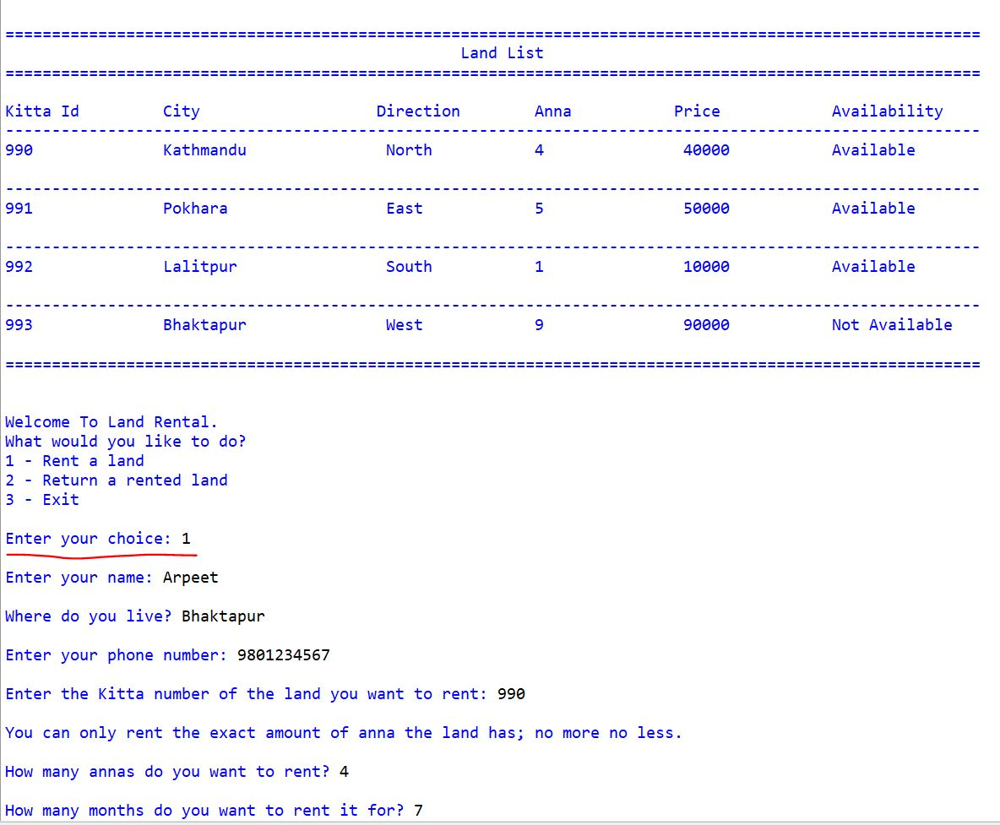 =========================================================================================================
Land List
=========================================================================================================
Kitta Id City Direction Anna Price Availability
---------------------------------------------------------------------------------------------------------
990 Kathmandu North 4 40000 Available
---------------------------------------------------------------------------------------------------------
991 Pokhara East 5 50000 Available
---------------------------------------------------------------------------------------------------------
992 Lalitpur South 1 10000 Available
---------------------------------------------------------------------------------------------------------
993 Bhaktapur West 9 90000 Not Available
=========================================================================================================
Welcome To Land Rental.
What would you like to do?
1 - Rent a land
2 - Return a rented land
3 - Exit
Enter your choice: 1
Enter your name: Arpeet
Where do you live? Bhaktapur
Enter your phone number: 9801234567
Enter the Kitta number of the land you want to rent: 990
You can only rent the exact amount of anna the land has; no more no less.
How many annas do you want to rent? 4
How many months do you want to rent it for? 7